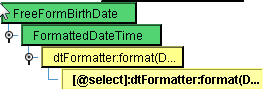 FreeFormBirthDate
FormattedDateTime
dtFormatter:format(D...
[@select]:dtFormatter:format(D...